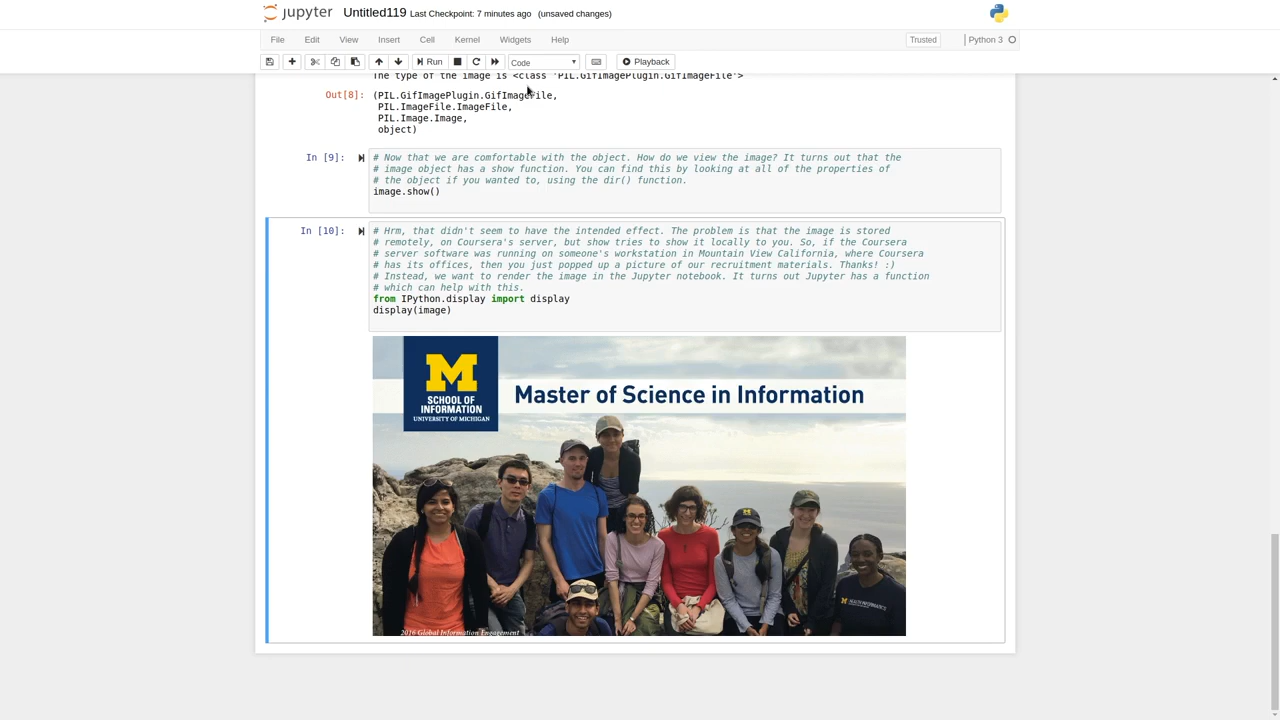 jupyter Untitled119 Last Checkpoint: 7 minutes ago (unsaved changes)
File Edit View Insert Cell Kernel Widgets Help Trusted Python 3
Run Code Playback
The type of the image is <class 'PIL.GifImagePlugin.GifImageFile'>
Out[8]: (PIL.GifImagePlugin.GifImageFile,
PIL.ImageFile.ImageFile,
PIL.Image.Image,
object)
In [9]: # Now that we are comfortable with the object. How do we view the image? It turns out that the
# image object has a show function. You can find this by looking at all of the properties of
# the object if you wanted to, using the dir() function.
image.show()
In [10]: # Hrm, that didn't seem to have the intended effect. The problem is that the image is stored
# remotely, on Coursera's server, but show tries to show it locally to you. So, if the Coursera
# server software was running on someone's workstation in Mountain View California, where Coursera
# has its offices, then you just popped up a picture of our recruitment materials. Thanks! :)
# Instead, we want to render the image in the Jupyter notebook. It turns out Jupyter has a function
# which can help with this.
from IPython.display import display
display(image)
M
SCHOOL OF
INFORMATION
UNIVERSITY OF MICHIGAN
Master of Science in Information
M
M
HEALTH INFORMATICS
2016 Global Information Engagement